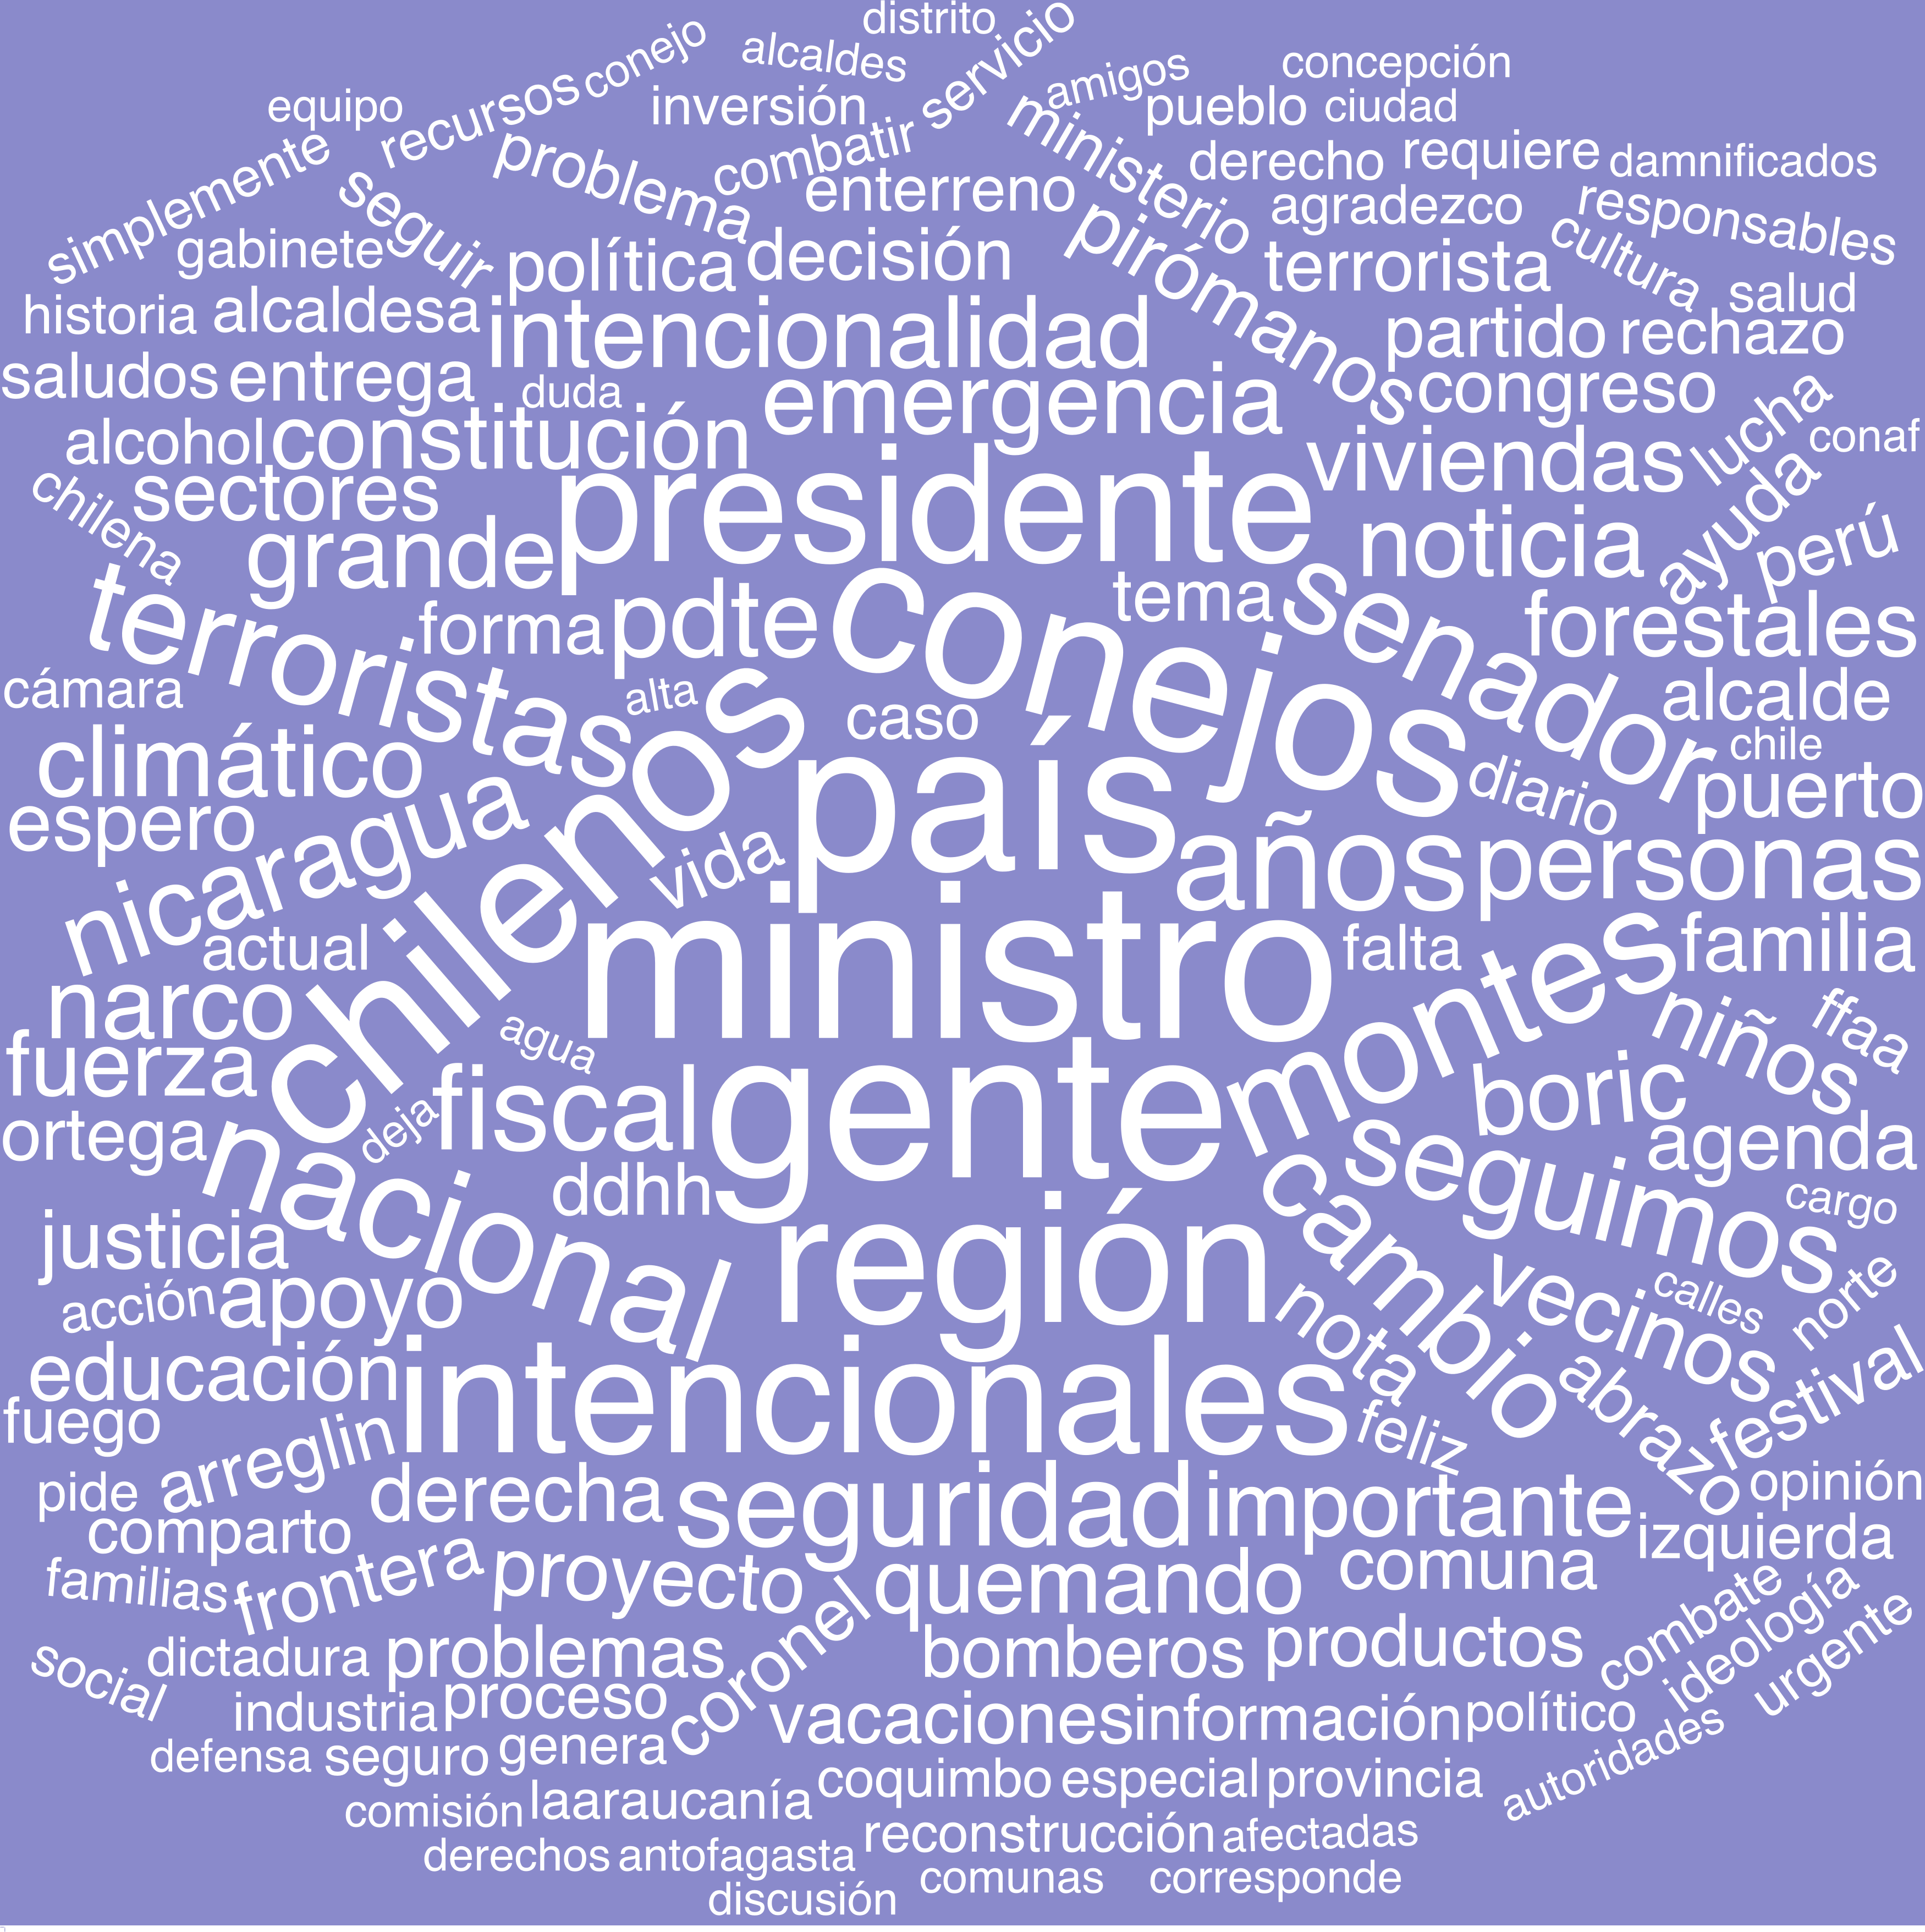 distrito
conejo
alcaldes
servicio
amigos
concepción
equipo
recursos
inversión
pueblo
ciudad
simplemente
problema
combatir
ministerio
derecho
requiere
damnificados
seguir
enterreno
agradezco
responsables
gabinete
política
decisión
pirómanos
terrorista
cultura
salud
historia
alcaldesa
intencionalidad
partido
rechazo
saludos
entrega
duda
emergencia
congreso
lucha
alcohol
constitución
viviendas
conaf
chilena
sectores
presidente
noticia
ayuda
perú
grande
terroristas
forma
pdte
conejos
tema
senador
forestales
cámara
alta
caso
alcalde
climático
chilenos
país
diario
chile
puerto
espero
nicaragua
vida
años
personas
actual
ministro
falta
montes
familia
narco
agua
niños
ffaa
fuerza
fiscal
gente
boric
ortega
deja
nacional
ddhh
seguimos
agenda
justicia
región
cambio
cargo
acción
apoyo
nota
vecinos
calles
norte
educación
intencionales
abrazo
festival
fuego
arreglin
feliz
pide
derecha
seguridad
importante
opinión
comparto
izquierda
familias
frontera
proyecto
quemando
comuna
combate
ideología
urgente
social
dictadura
problemas
coronel
bomberos
productos
industria
proceso
vacaciones
información
político
autoridades
defensa
seguro
genera
coquimbo
especial
provincia
comisión
laaraucanía
reconstrucción
afectadas
derechos
antofagasta
comunas
corresponde
discusión